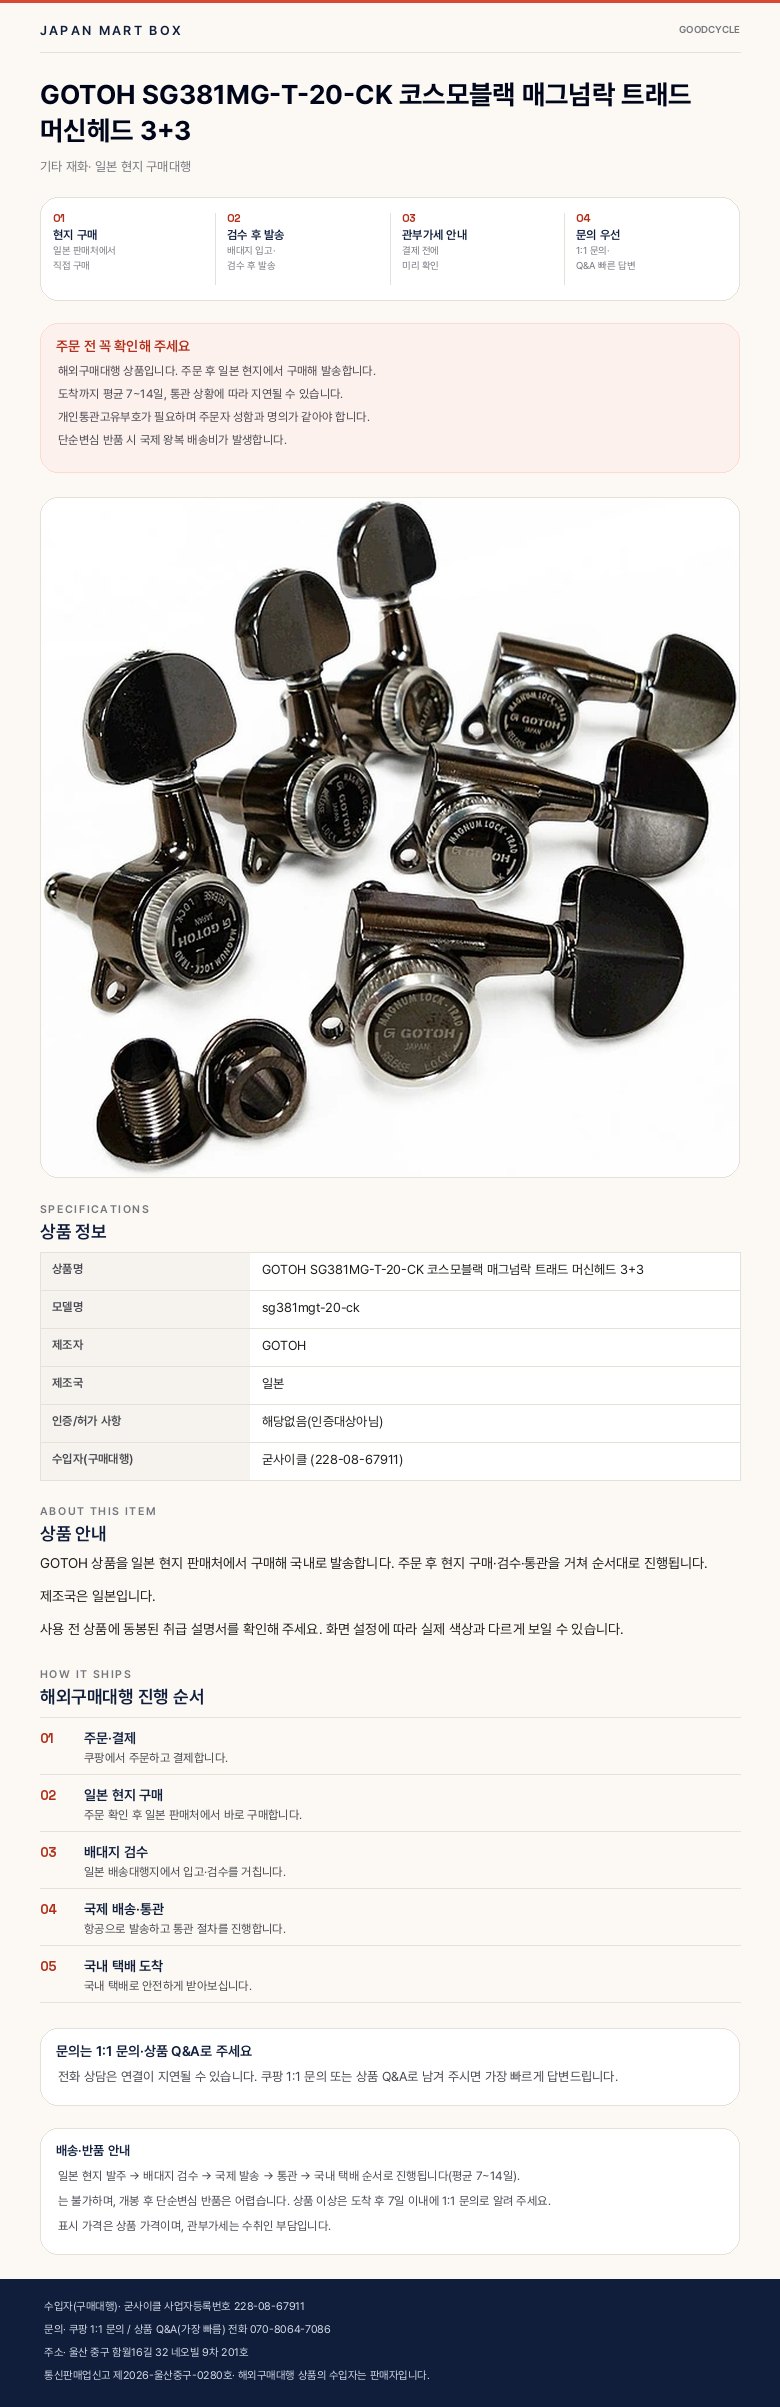 JAPAN MART BOX
GOODCYCLE
GOTOH SG381MG-T-20-CK 코스모블랙 매그넘락 트래드
머신헤드 3+3
기타 재화· 일본 현지 구매대행
01
현지 구매
일본 판매처에서
직접 구매
02
검수 후 발송
배대지 입고·
검수 후 발송
03
관부가세 안내
결제 전에
미리 확인
04
문의 우선
1:1 문의·
Q&A 빠른 답변
주문 전 꼭 확인해 주세요
해외구매대행 상품입니다. 주문 후 일본 현지에서 구매해 발송합니다.
도착까지 평균 7~14일, 통관 상황에 따라 지연될 수 있습니다.
개인통관고유부호가 필요하며 주문자 성함과 명의가 같아야 합니다.
단순변심 반품 시 국제 왕복 배송비가 발생합니다.
GOTOH
MAGNUM LOCK·TRAD
GOTOH
JAPAN
RELEASE LOCK
MAGNUM LOCK·TRAD
GOTOH
JAPAN
RELEASE LOCK
MAGNUM LOCK·TRAD
GOTOH
MAGNUM LOCK·TRAD
GOTOH
JAPAN
RELEASE LOCK
MAGNUM LOCK·TRAD
GOTOH
JAPAN
RELEASE LOCK
SPECIFICATIONS
상품 정보
상품명 GOTOH SG381MG-T-20-CK 코스모블랙 매그넘락 트래드 머신헤드 3+3
모델명 sg381mgt-20-ck
제조자 GOTOH
제조국 일본
인증/허가 사항 해당없음(인증대상아님)
수입자(구매대행) 굳사이클 (228-08-67911)
ABOUT THIS ITEM
상품 안내
GOTOH 상품을 일본 현지 판매처에서 구매해 국내로 발송합니다. 주문 후 현지 구매·검수·통관을 거쳐 순서대로 진행됩니다.
제조국은 일본입니다.
사용 전 상품에 동봉된 취급 설명서를 확인해 주세요. 화면 설정에 따라 실제 색상과 다르게 보일 수 있습니다.
HOW IT SHIPS
해외구매대행 진행 순서
01 주문·결제
쿠팡에서 주문하고 결제합니다.
02 일본 현지 구매
주문 확인 후 일본 판매처에서 바로 구매합니다.
03 배대지 검수
일본 배송대행지에서 입고·검수를 거칩니다.
04 국제 배송·통관
항공으로 발송하고 통관 절차를 진행합니다.
05 국내 택배 도착
국내 택배로 안전하게 받아보십니다.
문의는 1:1 문의·상품 Q&A로 주세요
전화 상담은 연결이 지연될 수 있습니다. 쿠팡 1:1 문의 또는 상품 Q&A로 남겨 주시면 가장 빠르게 답변드립니다.
배송·반품 안내
일본 현지 발주 → 배대지 검수 → 국제 발송 → 통관 → 국내 택배 순서로 진행됩니다(평균 7~14일).
는 불가하며, 개봉 후 단순변심 반품은 어렵습니다. 상품 이상은 도착 후 7일 이내에 1:1 문의로 알려 주세요.
표시 가격은 상품 가격이며, 관부가세는 수취인 부담입니다.
수입자(구매대행)· 굳사이클 사업자등록번호 228-08-67911
문의· 쿠팡 1:1 문의 / 상품 Q&A(가장 빠름) 전화 070-8064-7086
주소· 울산 중구 함월16길 32 네오빌 9차 201호
통신판매업신고 제2026-울산중구-0280호· 해외구매대행 상품의 수입자는 판매자입니다.